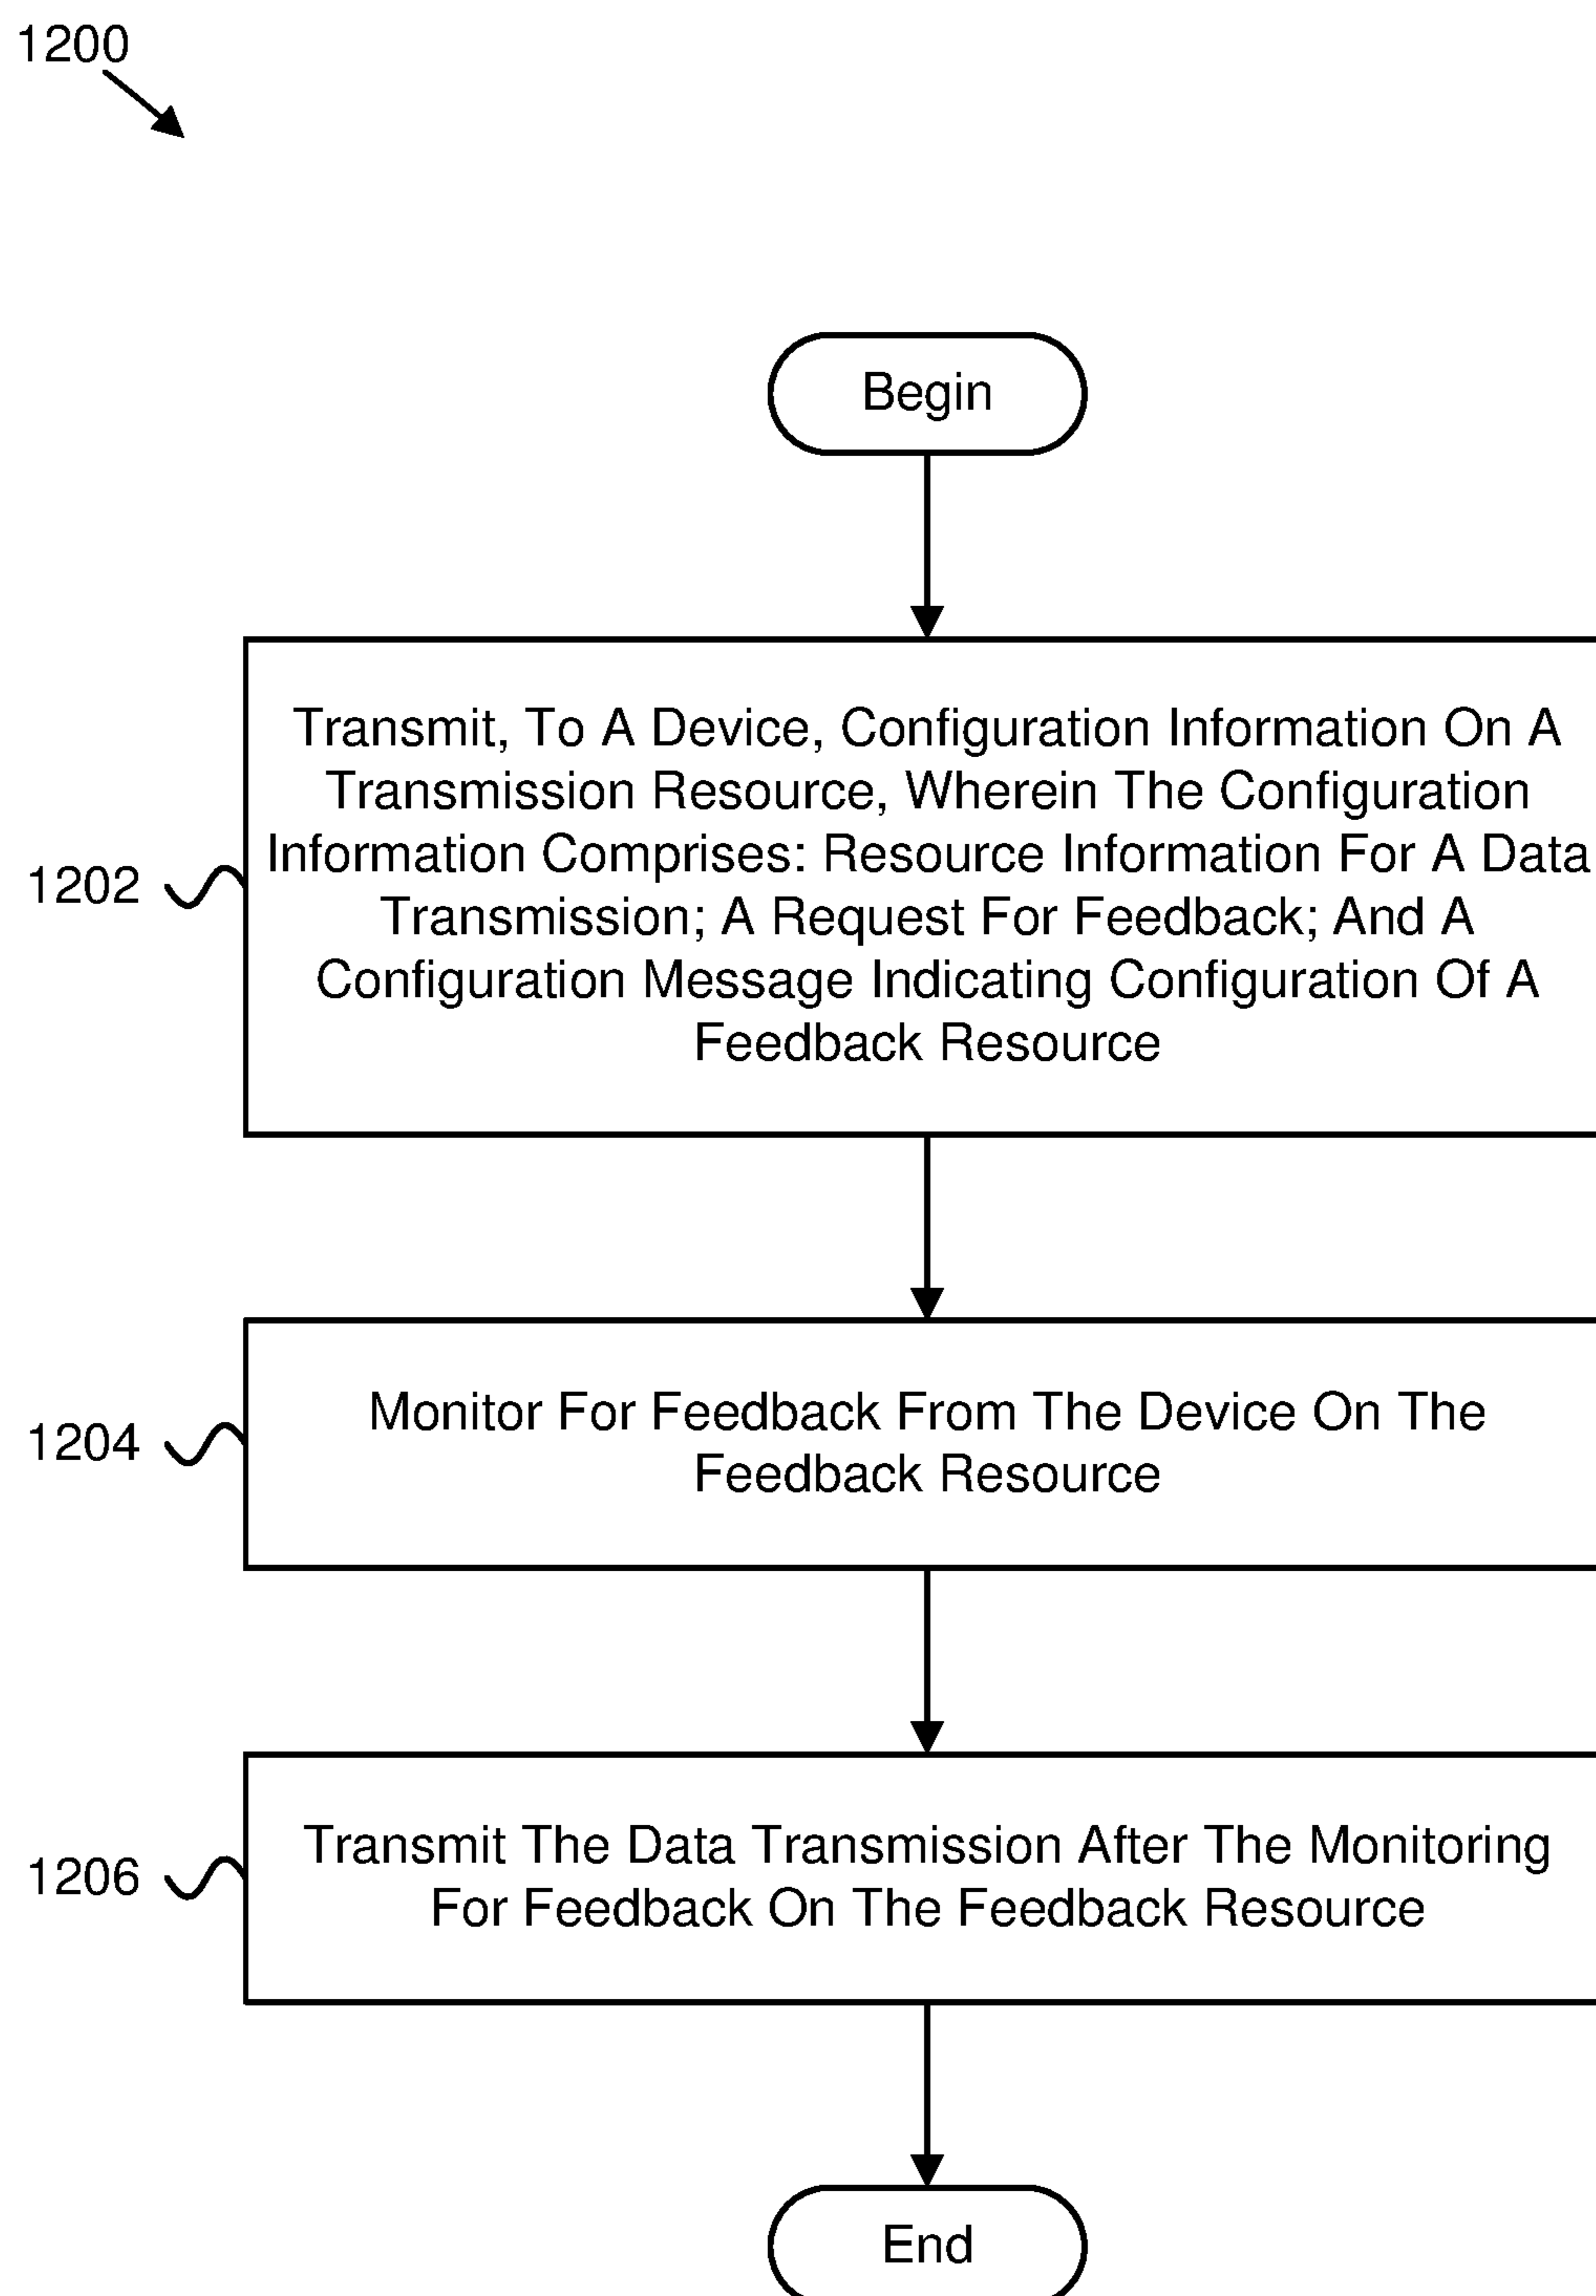 1200
Begin
Transmit, To A Device, Configuration Information On A
Transmission Resource, Wherein The Configuration
Information Comprises: Resource Information For A Data
Transmission; A Request For Feedback; And A
Configuration Message Indicating Configuration Of A
Feedback Resource
1202
Monitor For Feedback From The Device On The
Feedback Resource
1204
Transmit The Data Transmission After The Monitoring
For Feedback On The Feedback Resource
1206
End